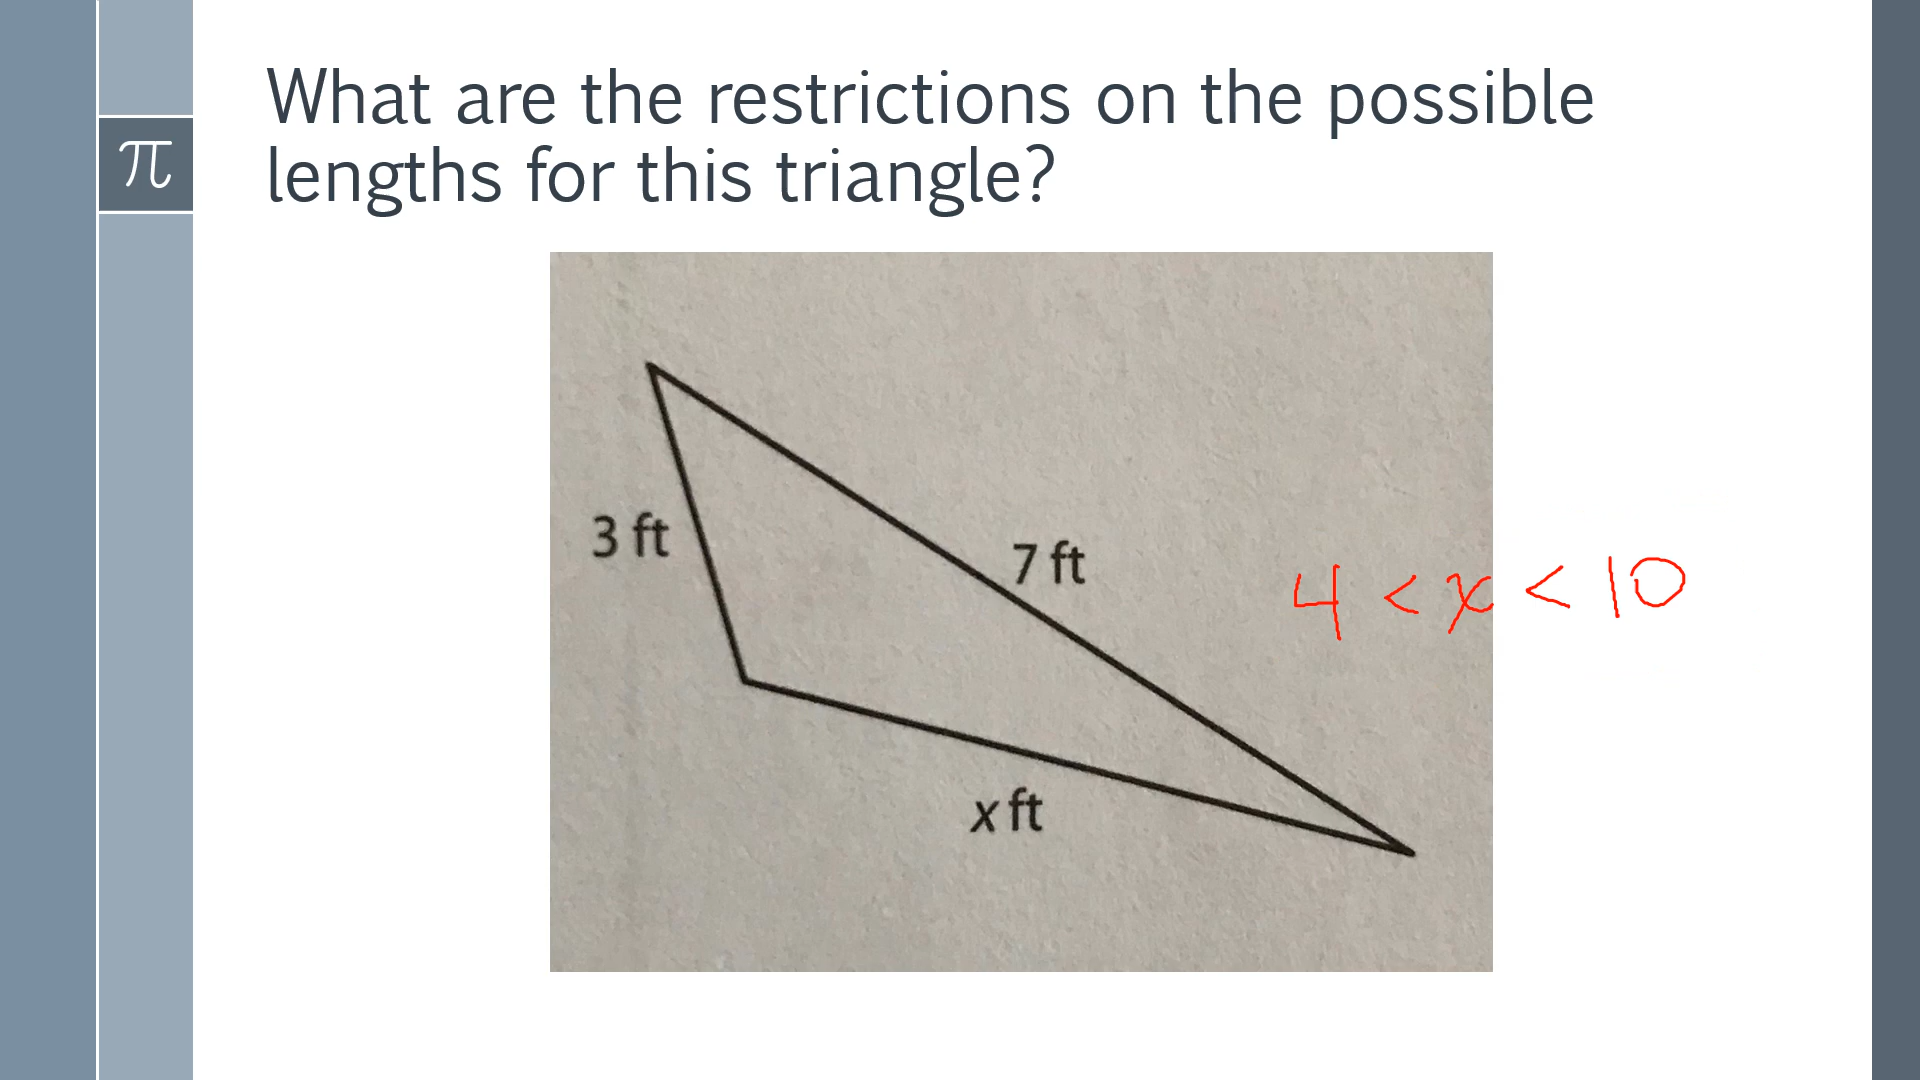 What are the restrictions on the possible
lengths for this triangle?
π
3 ft
7 ft
4 < x < 10
x ft